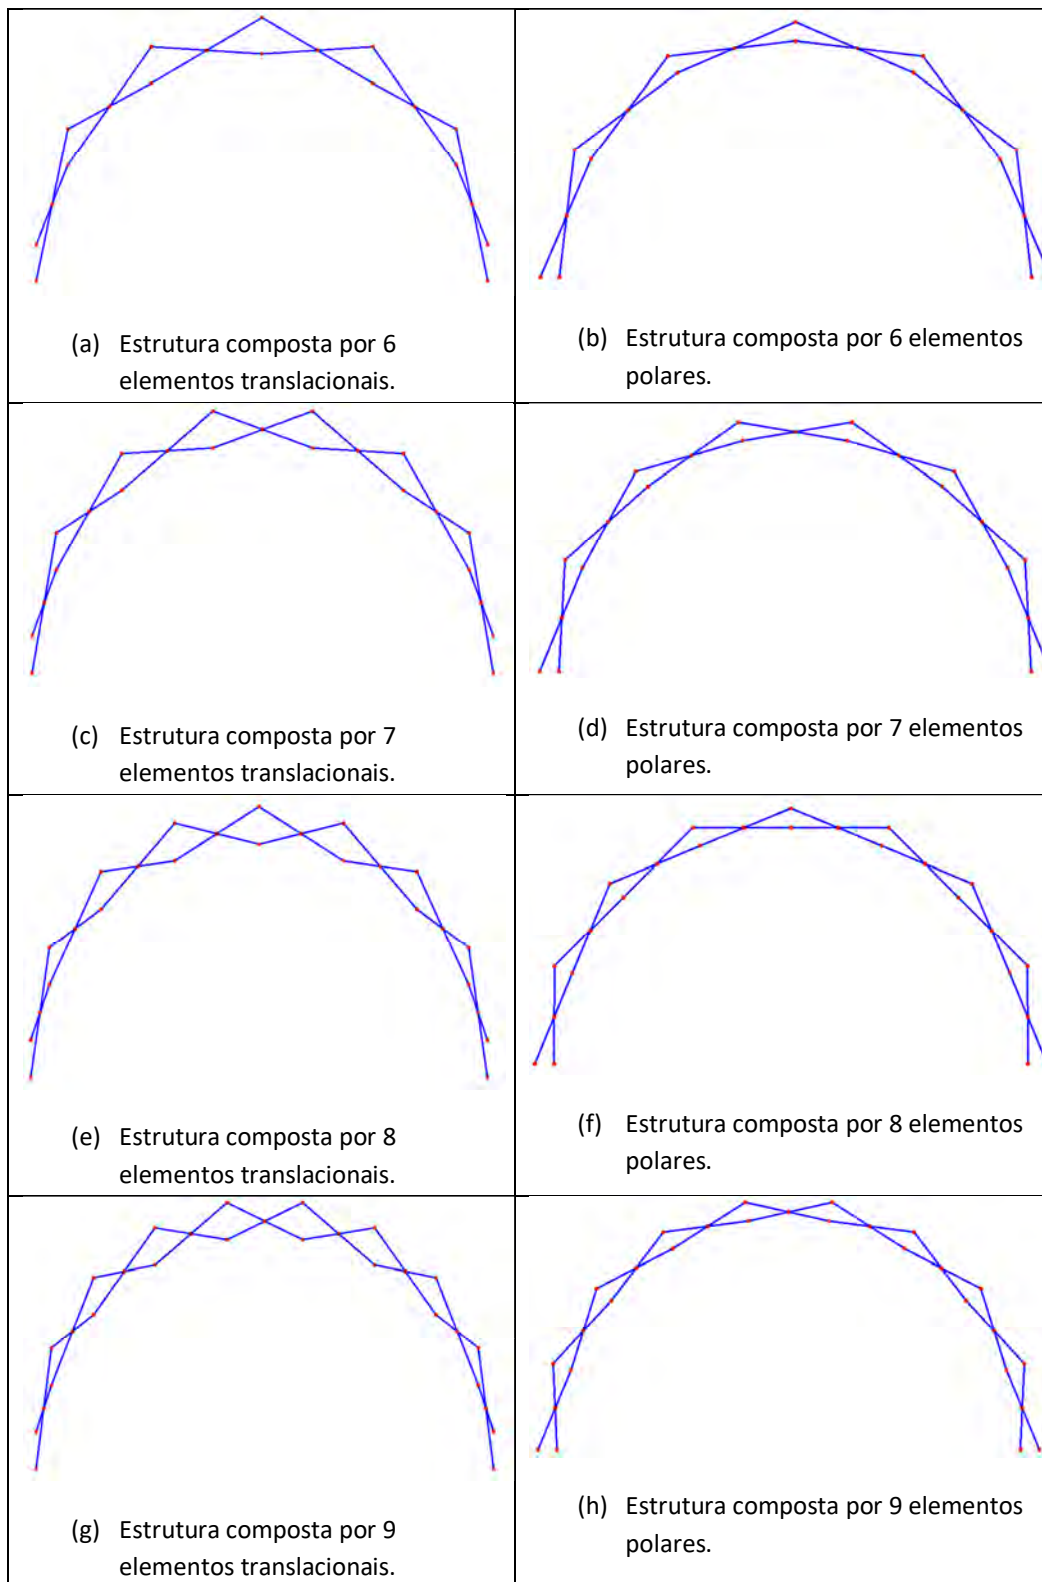 (a) Estrutura composta por 6
elementos translacionais.
(b) Estrutura composta por 6 elementos
polares.
(c) Estrutura composta por 7
elementos translacionais.
(d) Estrutura composta por 7 elementos
polares.
(e) Estrutura composta por 8
elementos translacionais.
(f) Estrutura composta por 8 elementos
polares.
(g) Estrutura composta por 9
elementos translacionais.
(h) Estrutura composta por 9 elementos
polares.